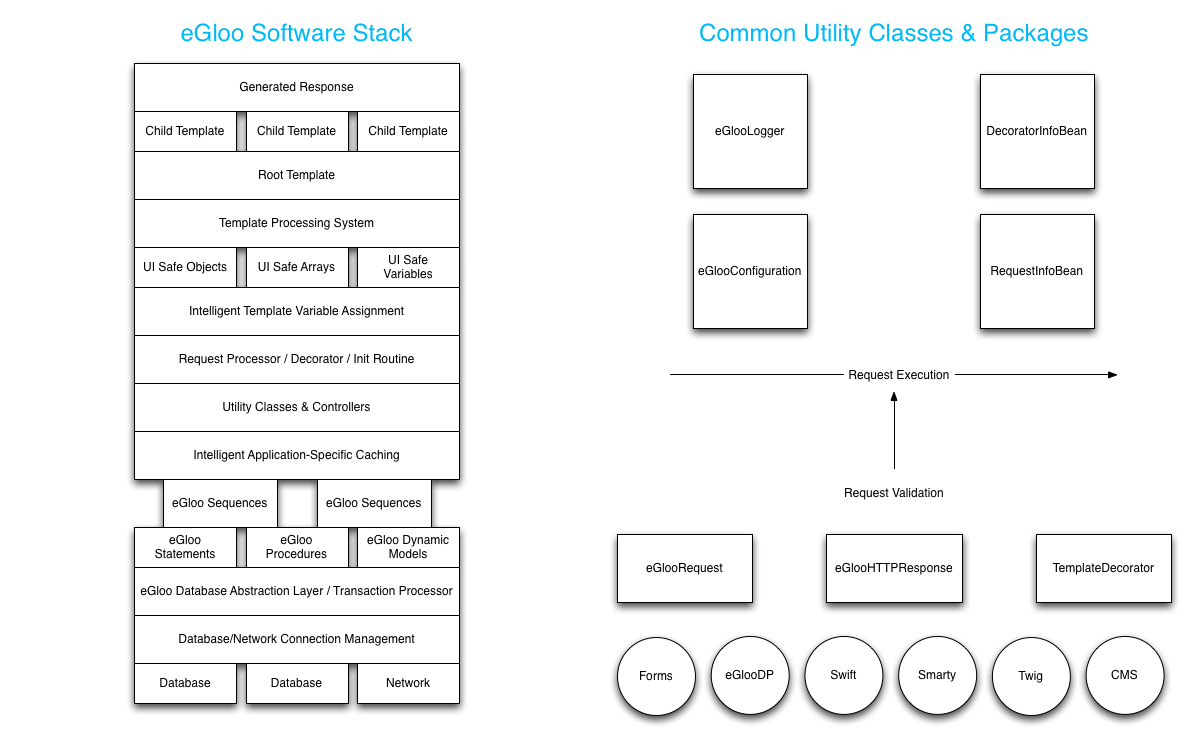 eGloo Software Stack
Generated Response
Child Template
Child Template
Child Template
Root Template
Template Processing System
UI Safe Objects
UI Safe Arrays
UI Safe
Variables
Intelligent Template Variable Assignment
Request Processor / Decorator / Init Routine
Utility Classes & Controllers
Intelligent Application-Specific Caching
eGloo Sequences
eGloo Sequences
eGloo
Statements
eGloo
Procedures
eGloo Dynamic
Models
eGloo Database Abstraction Layer / Transaction Processor
Database/Network Connection Management
Database
Database
Network
Common Utility Classes & Packages
eGlooLogger
DecoratorInfoBean
eGlooConfiguration
RequestInfoBean
Request Execution
Request Validation
eGlooRequest
eGlooHTTPResponse
TemplateDecorator
Forms
eGlooDP
Swift
Smarty
Twig
CMS